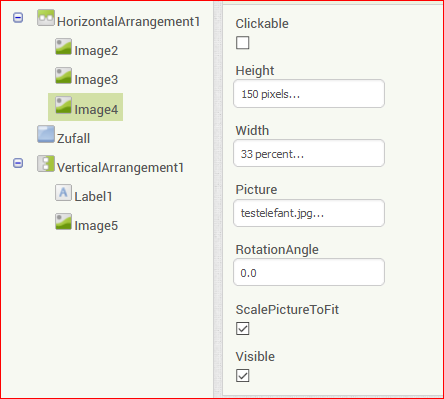 HorizontalArrangement1
Image2
Image3
Image4
Zufall
VerticalArrangement1
A Label1
Image5
Clickable
Height
150 pixels...
Width
33 percent...
Picture
testelefant.jpg...
RotationAngle
0.0
ScalePictureToFit
Visible